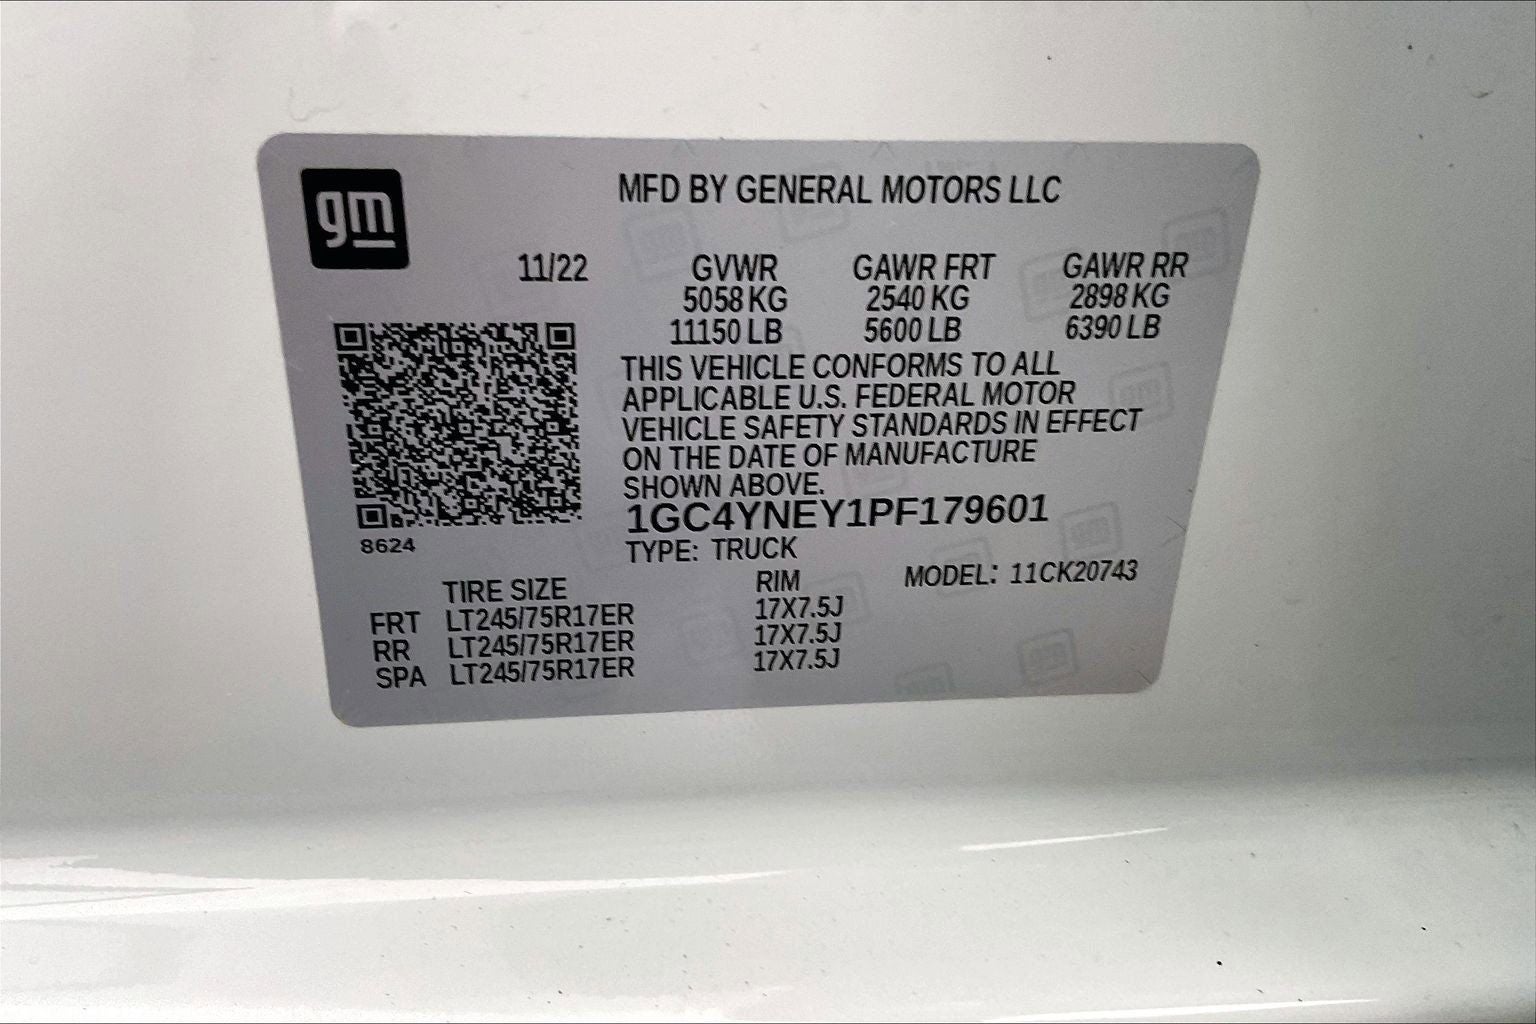 gm
MFD BY GENERAL MOTORS LLC
11/22 GVWR GAWR FRT GAWR RR
5058 KG 2540 KG 2898 KG
11150 LB 5600 LB 6390 LB
THIS VEHICLE CONFORMS TO ALL
APPLICABLE U.S. FEDERAL MOTOR
VEHICLE SAFETY STANDARDS IN EFFECT
ON THE DATE OF MANUFACTURE
SHOWN ABOVE.
1GC4YNEY1PF179601
8624
TYPE: TRUCK
MODEL: 11CK20743
TIRE SIZE RIM
FRT LT245/75R17ER 17X7.5J
RR LT245/75R17ER 17X7.5J
SPA LT245/75R17ER 17X7.5J